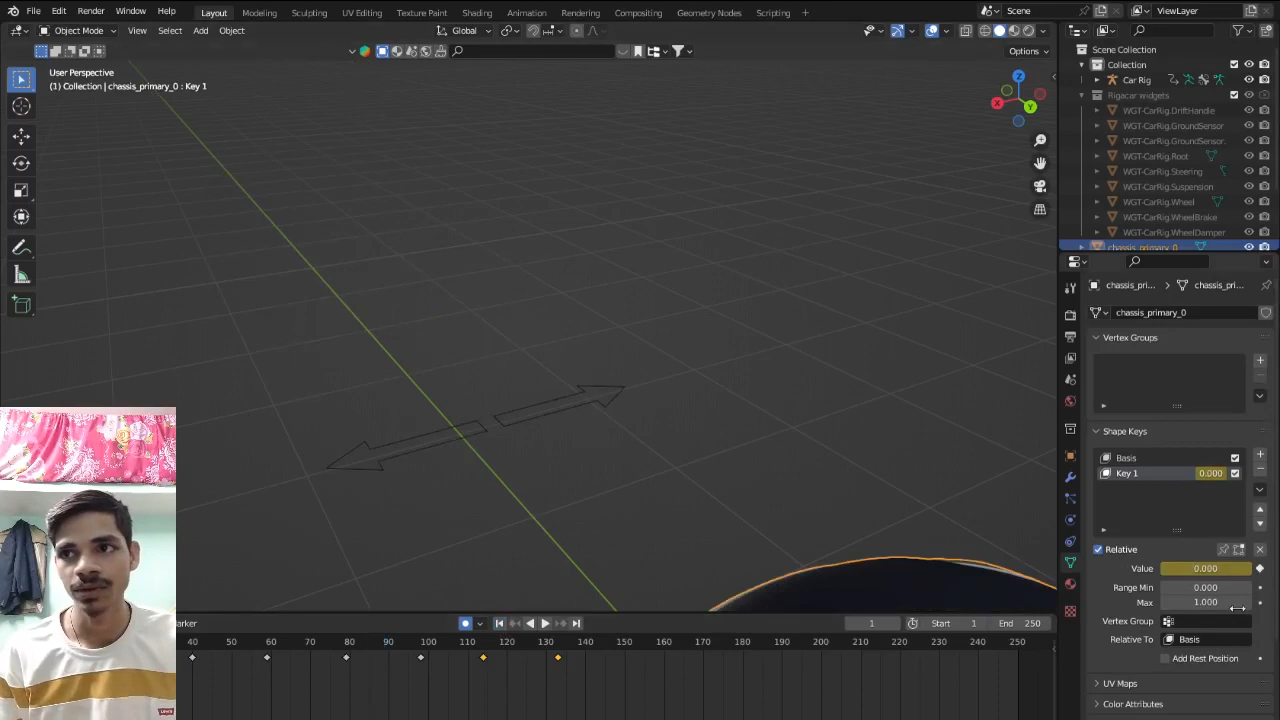 File Edit Render Window Help Layout Modeling Sculpting UV Editing Texture Paint Shading Animation Rendering Compositing Geometry Nodes Scripting + Scene ViewLayer
Object Mode View Select Add Object Global
Options
User Perspective
(1) Collection | chassis_primary_0 : Key 1
Z
X
Y
Scene Collection
Collection
Car Rig
Rigacar widgets
WGT-CarRig.DriftHandle
WGT-CarRig.GroundSensor
WGT-CarRig.GroundSensor.
WGT-CarRig.Root
WGT-CarRig.Steering
WGT-CarRig.Suspension
WGT-CarRig.Wheel
WGT-CarRig.WheelBrake
WGT-CarRig.WheelDamper
chassis_primary_0
chassis_pri... > chassis_pri...
chassis_primary_0
Vertex Groups
Shape Keys
Basis
Key 1 0.000
Relative
Value 0.000
Range Min 0.000
Max 1.000
Vertex Group
Relative To Basis
Add Rest Position
UV Maps
Color Attributes
Marker 1 Start 1 End 250
40 50 60 70 80 90 100 110 120 130 140 150 160 170 180 190 200 210 220 230 240 250